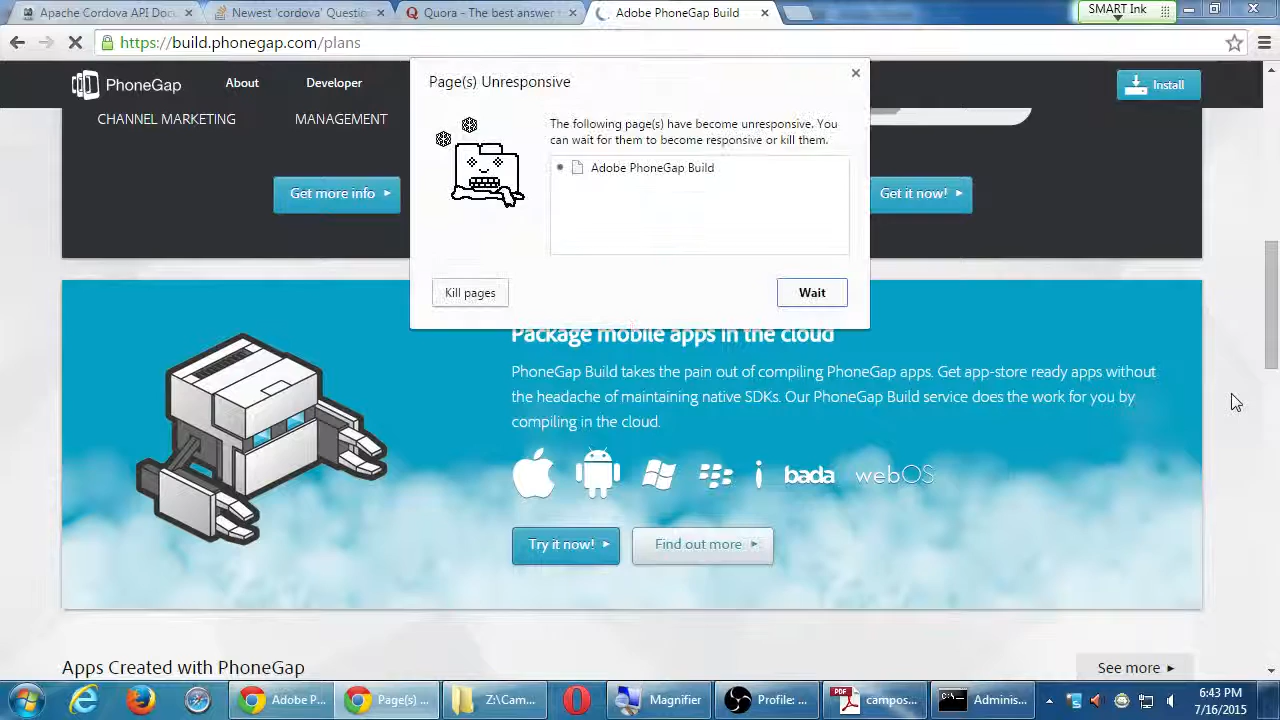 Apache Cordova API Docu
Newest 'cordova' Question
Quora - The best answer t
Adobe PhoneGap Build
SMART Ink
https://build.phonegap.com/plans
PhoneGap
About
Developer
Install
CHANNEL MARKETING
MANAGEMENT
Get more info
Get it now!
Page(s) Unresponsive
The following page(s) have become unresponsive. You
can wait for them to become responsive or kill them.
Adobe PhoneGap Build
Kill pages
Wait
Package mobile apps in the cloud
PhoneGap Build takes the pain out of compiling PhoneGap apps. Get app-store ready apps without
the headache of maintaining native SDKs. Our PhoneGap Build service does the work for you by
compiling in the cloud.
bada
webOS
Try it now!
Find out more
Apps Created with PhoneGap
See more
Adobe P...
Page(s) ...
Z:\Cam...
Magnifier
Profile: ...
PDF
campos...
Adminis...
6:43 PM
7/16/2015